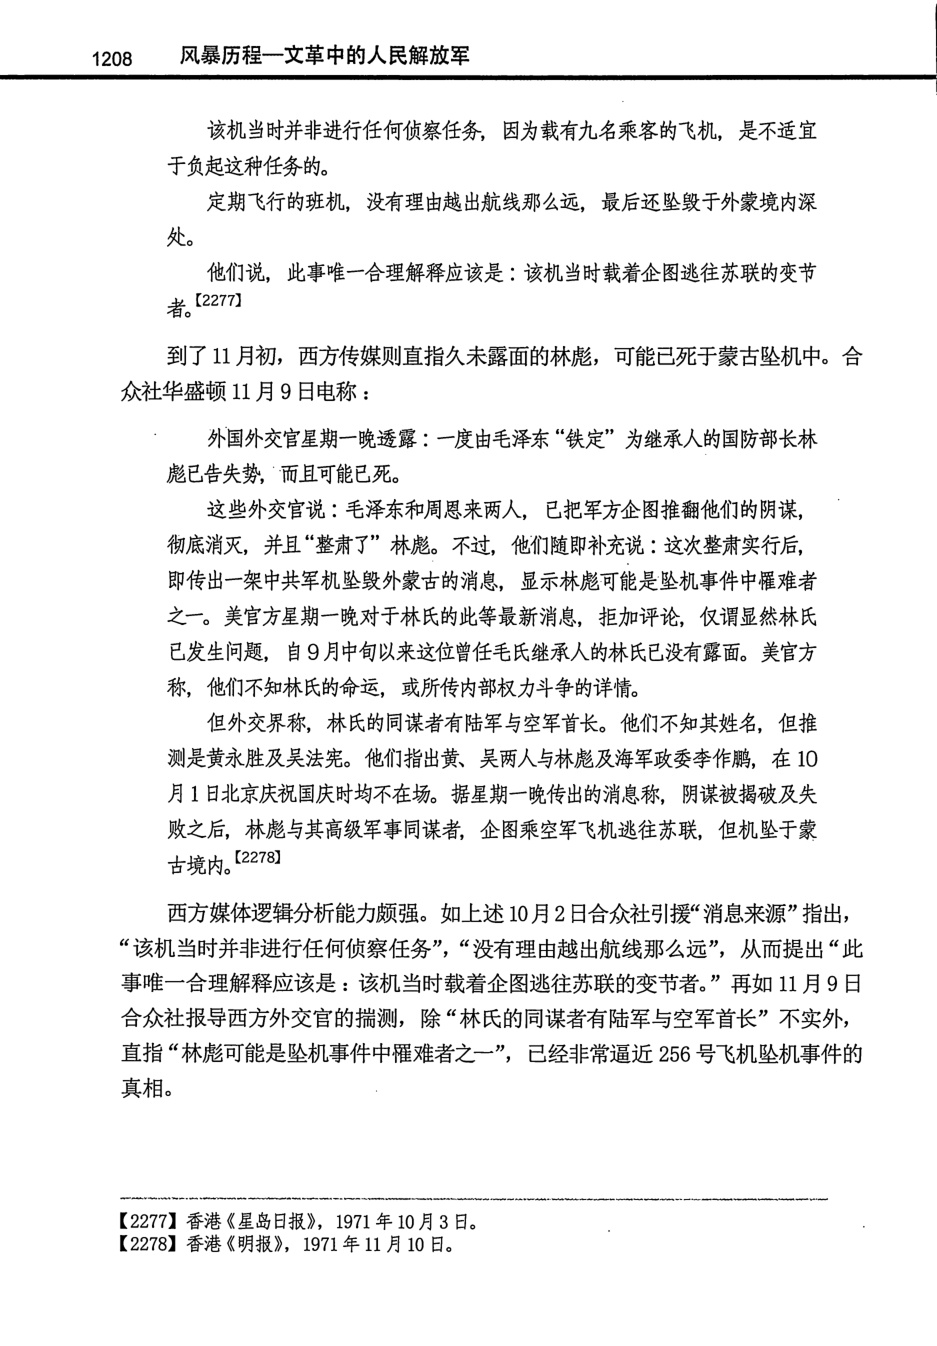 1208 风暴历程—文革中的人民解放军
该机当时并非进行任何侦察任务，因为载有九名乘客的飞机，是不适宜
于负起这种任务的。
定期飞行的班机，没有理由越出航线那么远，最后还坠毁于外蒙境内深
处。
他们说，此事唯一合理解释应该是：该机当时载着企图逃往苏联的变节
者。【2277】
到了 11 月初，西方传媒则直指久未露面的林彪，可能已死于蒙古坠机中。合
众社华盛顿 11 月 9 日电称：
外国外交官星期一晚透露：一度由毛泽东“铁定”为继承人的国防部长林
彪已告失势，而且可能已死。
这些外交官说：毛泽东和周恩来两人，已把军方企图推翻他们的阴谋，
彻底消灭，并且“整肃了”林彪。不过，他们随即补充说：这次整肃实行后，
即传出一架中共军机坠毁外蒙古的消息，显示林彪可能是坠机事件中罹难者
之一。美官方星期一晚对于林氏的此等最新消息，拒加评论，仅谓显然林氏
已发生问题，自 9 月中旬以来这位曾任毛氏继承人的林氏已没有露面。美官方
称，他们不知林氏的命运，或所传内部权力斗争的详情。
但外交界称，林氏的同谋者有陆军与空军首长。他们不知其姓名，但推
测是黄永胜及吴法宪。他们指出黄、吴两人与林彪及海军政委李作鹏，在 10
月 1 日北京庆祝国庆时均不在场。据星期一晚传出的消息称，阴谋被揭破及失
败之后，林彪与其高级军事同谋者，企图乘空军飞机逃往苏联，但机坠于蒙
古境内。【2278】
西方媒体逻辑分析能力颇强。如上述 10 月 2 日合众社引援“消息来源”指出，
“该机当时并非进行任何侦察任务”，“没有理由越出航线那么远”，从而提出“此
事唯一合理解释应该是：该机当时载着企图逃往苏联的变节者。”再如 11 月 9 日
合众社报导西方外交官的揣测，除“林氏的同谋者有陆军与空军首长”不实外，
直指“林彪可能是坠机事件中罹难者之一”，已经非常逼近 256 号飞机坠机事件的
真相。
【2277】香港《星岛日报》，1971 年 10 月 3 日。
【2278】香港《明报》，1971 年 11 月 10 日。